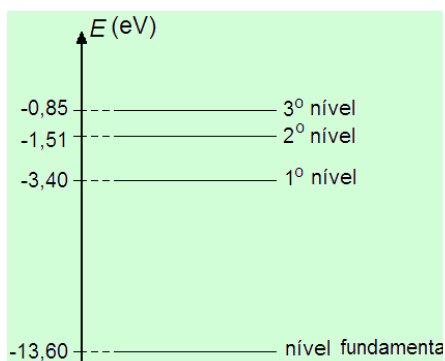 E (eV)
-0,85 3º nível
-1,51 2º nível
-3,40 1º nível
-13,60 nível fundamenta